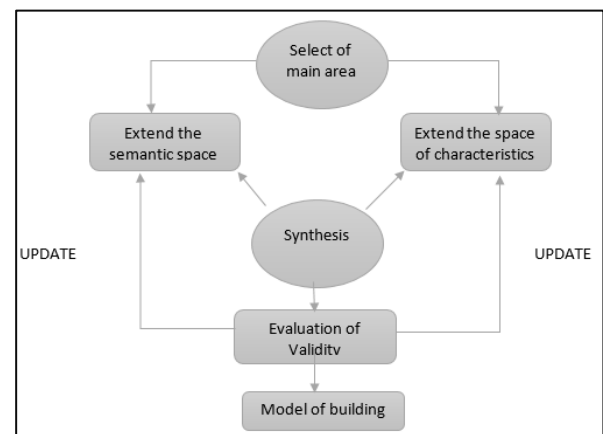 Select of
main area
Extend the
semantic space
Extend the space
of characteristics
Synthesis
UPDATE
UPDATE
Evaluation of
Validity
Model of building